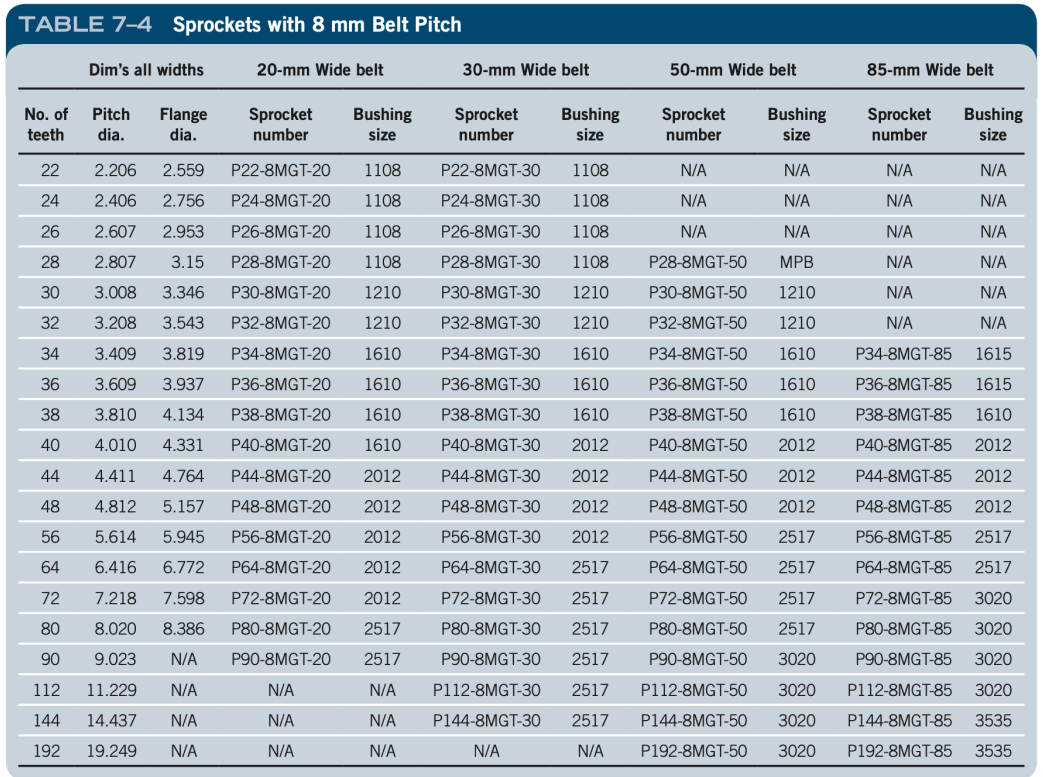 TABLE 7–4 Sprockets with 8 mm Belt Pitch
Dim's all widths 20-mm Wide belt 30-mm Wide belt 50-mm Wide belt 85-mm Wide belt
No. of teeth Pitch dia. Flange dia. Sprocket number Bushing size Sprocket number Bushing size Sprocket number Bushing size Sprocket number Bushing size
22 2.206 2.559 P22-8MGT-20 1108 P22-8MGT-30 1108 N/A N/A N/A N/A
24 2.406 2.756 P24-8MGT-20 1108 P24-8MGT-30 1108 N/A N/A N/A N/A
26 2.607 2.953 P26-8MGT-20 1108 P26-8MGT-30 1108 N/A N/A N/A N/A
28 2.807 3.15 P28-8MGT-20 1108 P28-8MGT-30 1108 P28-8MGT-50 MPB N/A N/A
30 3.008 3.346 P30-8MGT-20 1210 P30-8MGT-30 1210 P30-8MGT-50 1210 N/A N/A
32 3.208 3.543 P32-8MGT-20 1210 P32-8MGT-30 1210 P32-8MGT-50 1210 N/A N/A
34 3.409 3.819 P34-8MGT-20 1610 P34-8MGT-30 1610 P34-8MGT-50 1610 P34-8MGT-85 1615
36 3.609 3.937 P36-8MGT-20 1610 P36-8MGT-30 1610 P36-8MGT-50 1610 P36-8MGT-85 1615
38 3.810 4.134 P38-8MGT-20 1610 P38-8MGT-30 1610 P38-8MGT-50 1610 P38-8MGT-85 1610
40 4.010 4.331 P40-8MGT-20 1610 P40-8MGT-30 2012 P40-8MGT-50 2012 P40-8MGT-85 2012
44 4.411 4.764 P44-8MGT-20 2012 P44-8MGT-30 2012 P44-8MGT-50 2012 P44-8MGT-85 2012
48 4.812 5.157 P48-8MGT-20 2012 P48-8MGT-30 2012 P48-8MGT-50 2012 P48-8MGT-85 2012
56 5.614 5.945 P56-8MGT-20 2012 P56-8MGT-30 2012 P56-8MGT-50 2517 P56-8MGT-85 2517
64 6.416 6.772 P64-8MGT-20 2012 P64-8MGT-30 2517 P64-8MGT-50 2517 P64-8MGT-85 2517
72 7.218 7.598 P72-8MGT-20 2012 P72-8MGT-30 2517 P72-8MGT-50 2517 P72-8MGT-85 3020
80 8.020 8.386 P80-8MGT-20 2517 P80-8MGT-30 2517 P80-8MGT-50 2517 P80-8MGT-85 3020
90 9.023 N/A P90-8MGT-20 2517 P90-8MGT-30 2517 P90-8MGT-50 3020 P90-8MGT-85 3020
112 11.229 N/A N/A N/A P112-8MGT-30 2517 P112-8MGT-50 3020 P112-8MGT-85 3020
144 14.437 N/A N/A N/A P144-8MGT-30 2517 P144-8MGT-50 3020 P144-8MGT-85 3535
192 19.249 N/A N/A N/A N/A N/A P192-8MGT-50 3020 P192-8MGT-85 3535